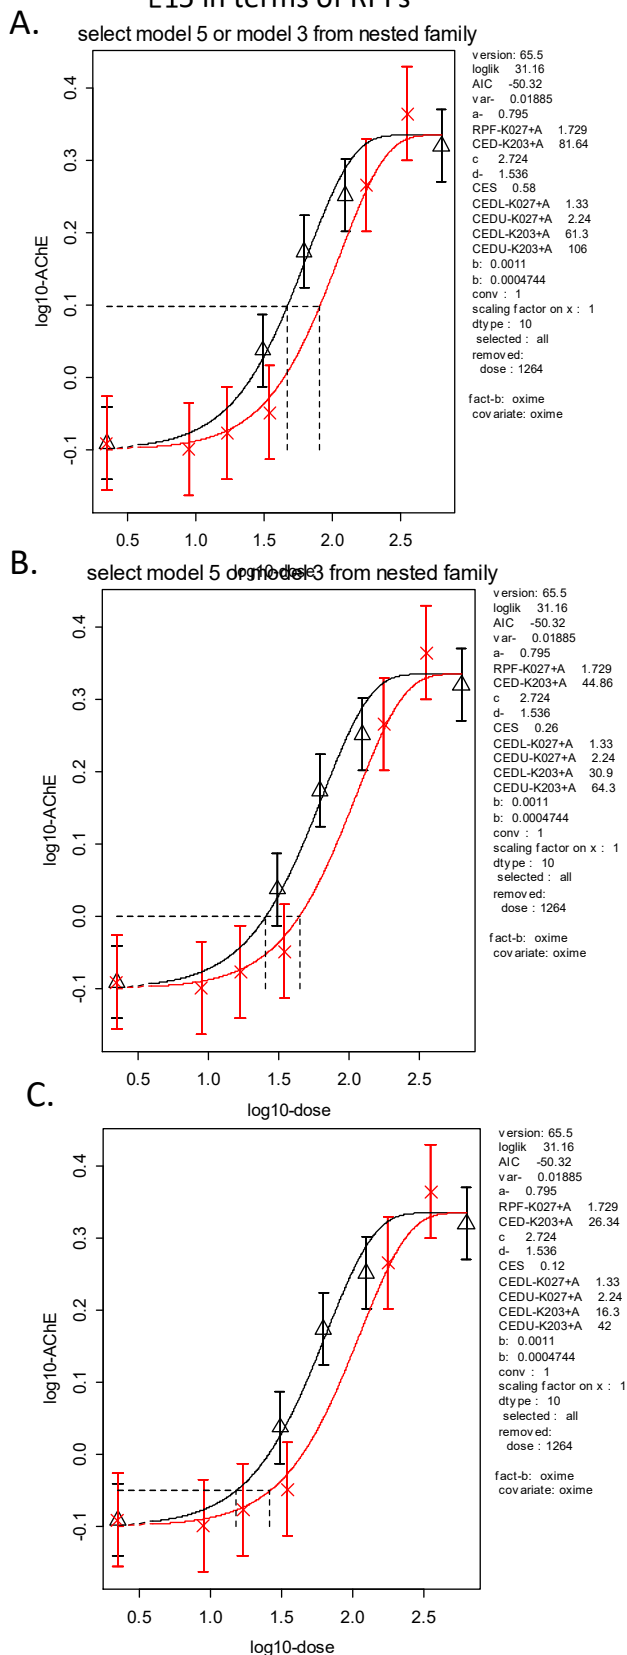 E15 in terms of RPFs
A.
select model 5 or model 3 from nested family
version: 65.5
loglik 31.16
AIC -50.32
var- 0.01885
a- 0.795
RPF-K027+A 1.729
CED-K203+A 81.64
c 2.724
d- 1.536
CES 0.58
CEDL-K027+A 1.33
CEDU-K027+A 2.24
CEDL-K203+A 61.3
CEDU-K203+A 106
b: 0.0011
b: 0.0004744
conv : 1
scaling factor on x : 1
dtype : 10
selected : all
removed:
dose : 1264
fact-b: oxime
covariate: oxime
log10-AChE
0.4
0.3
0.2
0.1
0.0
-0.1
0.5 1.0 1.5 2.0 2.5
log10-dose
B.
select model 5 or model 3 from nested family
version: 65.5
loglik 31.16
AIC -50.32
var- 0.01885
a- 0.795
RPF-K027+A 1.729
CED-K203+A 44.86
c 2.724
d- 1.536
CES 0.26
CEDL-K027+A 1.33
CEDU-K027+A 2.24
CEDL-K203+A 30.9
CEDU-K203+A 64.3
b: 0.0011
b: 0.0004744
conv : 1
scaling factor on x : 1
dtype : 10
selected : all
removed:
dose : 1264
fact-b: oxime
covariate: oxime
log10-AChE
0.4
0.3
0.2
0.1
0.0
-0.1
0.5 1.0 1.5 2.0 2.5
log10-dose
C.
version: 65.5
loglik 31.16
AIC -50.32
var- 0.01885
a- 0.795
RPF-K027+A 1.729
CED-K203+A 26.34
c 2.724
d- 1.536
CES 0.12
CEDL-K027+A 1.33
CEDU-K027+A 2.24
CEDL-K203+A 16.3
CEDU-K203+A 42
b: 0.0011
b: 0.0004744
conv : 1
scaling factor on x : 1
dtype : 10
selected : all
removed:
dose : 1264
fact-b: oxime
covariate: oxime
log10-AChE
0.4
0.3
0.2
0.1
0.0
-0.1
0.5 1.0 1.5 2.0 2.5
log10-dose